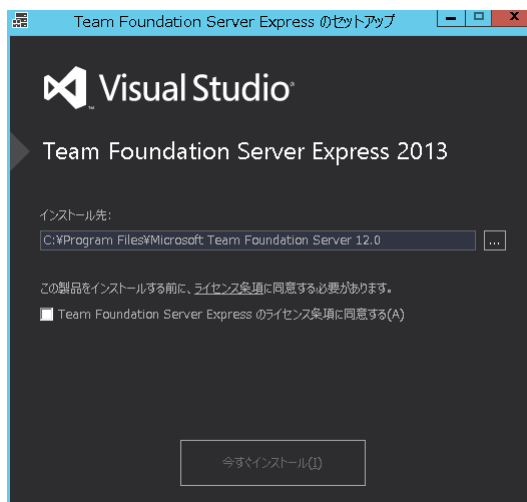 Team Foundation Server Express のセットアップ
Visual Studio
Team Foundation Server Express 2013
インストール先:
C:¥Program Files¥Microsoft Team Foundation Server 12.0
...
この製品をインストールする前に、ライセンス条項に同意する必要があります。
Team Foundation Server Express のライセンス条項に同意する(A)
今すぐインストール(I)